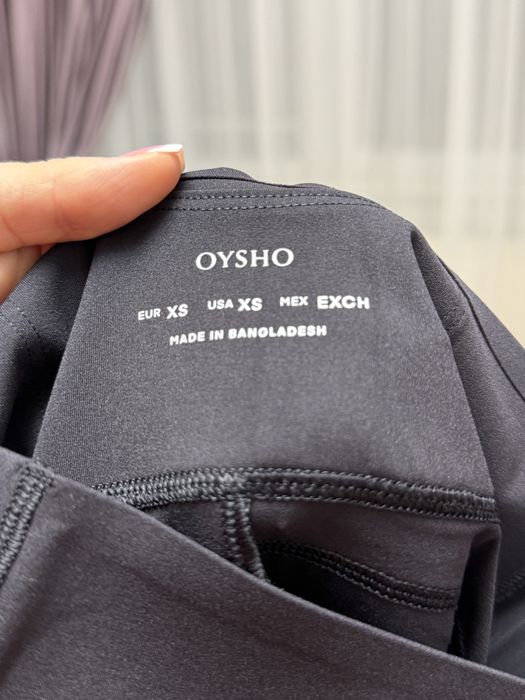 OYSHO
EUR XS USA XS MEX EXCH
MADE IN BANGLADESH